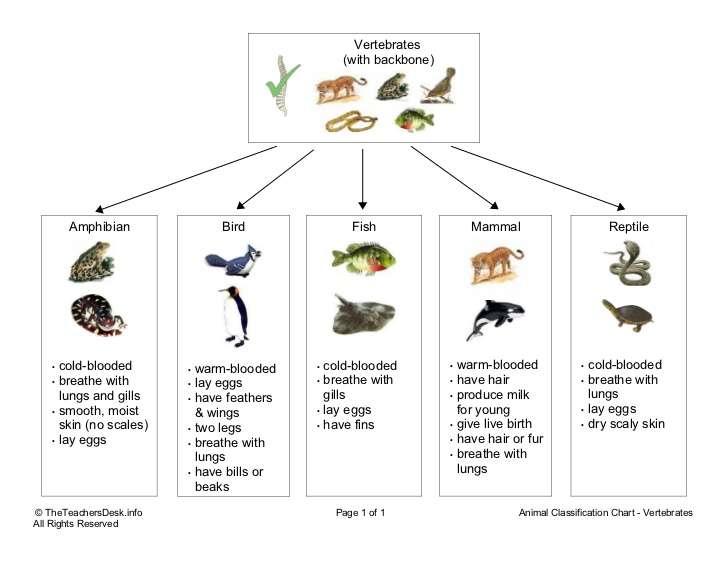 Vertebrates
(with backbone)
Amphibian
• cold-blooded
• breathe with
lungs and gills
• smooth, moist
skin (no scales)
• lay eggs
Bird
• warm-blooded
• lay eggs
• have feathers
& wings
• two legs
• breathe with
lungs
• have bills or
beaks
Fish
• cold-blooded
• breathe with
gills
• lay eggs
• have fins
Mammal
• warm-blooded
• have hair
• produce milk
for young
• give live birth
• have hair or fur
• breathe with
lungs
Reptile
• cold-blooded
• breathe with
lungs
• lay eggs
• dry scaly skin
© TheTeachersDesk.info
All Rights Reserved
Page 1 of 1
Animal Classification Chart - Vertebrates